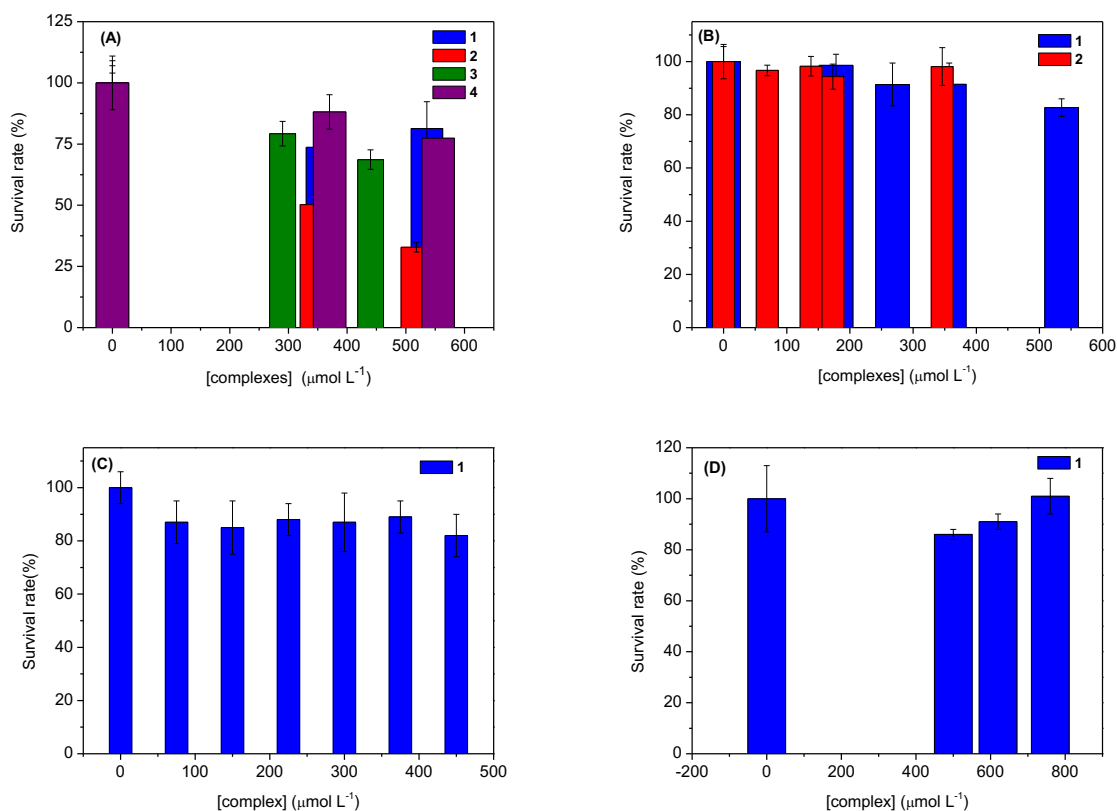 (A)
1
2
3
4
125
100
75
50
25
0
Survival rate (%)
0 100 200 300 400 500 600
[complexes] (μmol L⁻¹)
(B)
1
2
120
100
80
60
40
20
0
Survival rate (%)
0 100 200 300 400 500 600
[complexes] (μmol L⁻¹)
(C)
1
100
80
60
40
20
0
Survival rate(%)
0 100 200 300 400 500
[complex] (μmol L⁻¹)
(D)
1
120
100
80
60
40
20
0
Survival rate (%)
-200 0 200 400 600 800
[complex] (μmol L⁻¹)